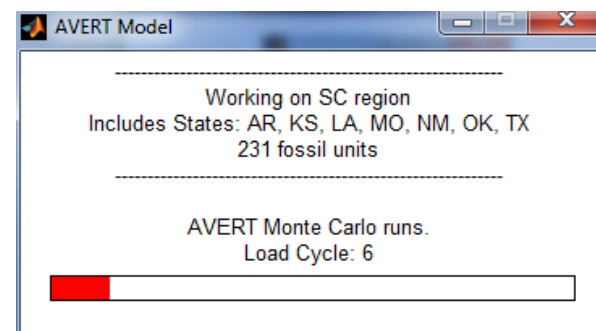 AVERT Model
------------------------------------------------------------
Working on SC region
Includes States: AR, KS, LA, MO, NM, OK, TX
231 fossil units
------------------------------------------------------------
AVERT Monte Carlo runs.
Load Cycle: 6